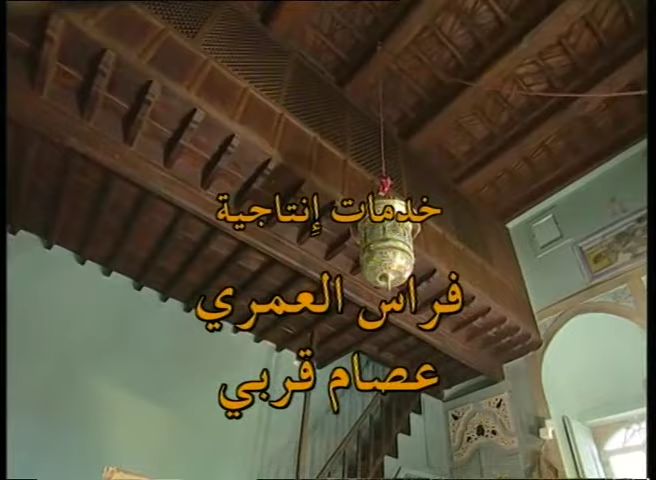 خدمات إنتاجية
فراس العمري
عصام قربي